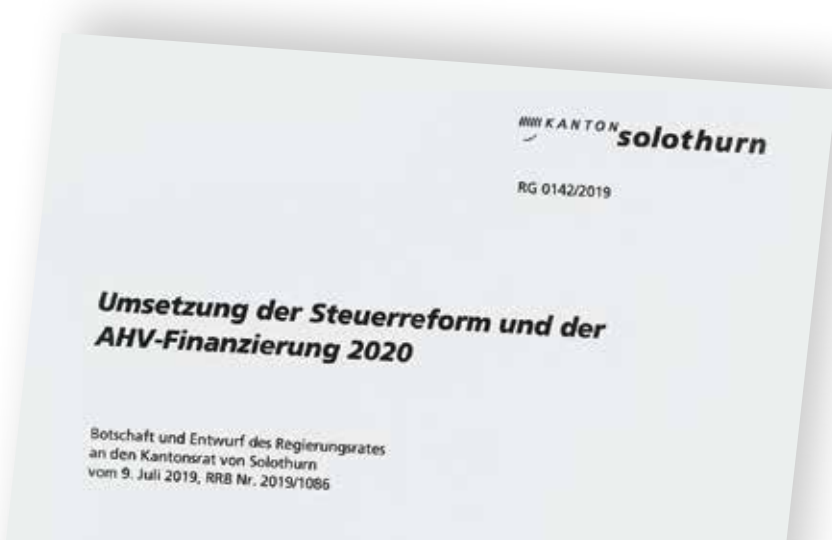 KANTON solothurn
RG 0142/2019
Umsetzung der Steuerreform und der
AHV-Finanzierung 2020
Botschaft und Entwurf des Regierungsrates
an den Kantonsrat von Solothurn
vom 9. Juli 2019, RRB Nr. 2019/1086